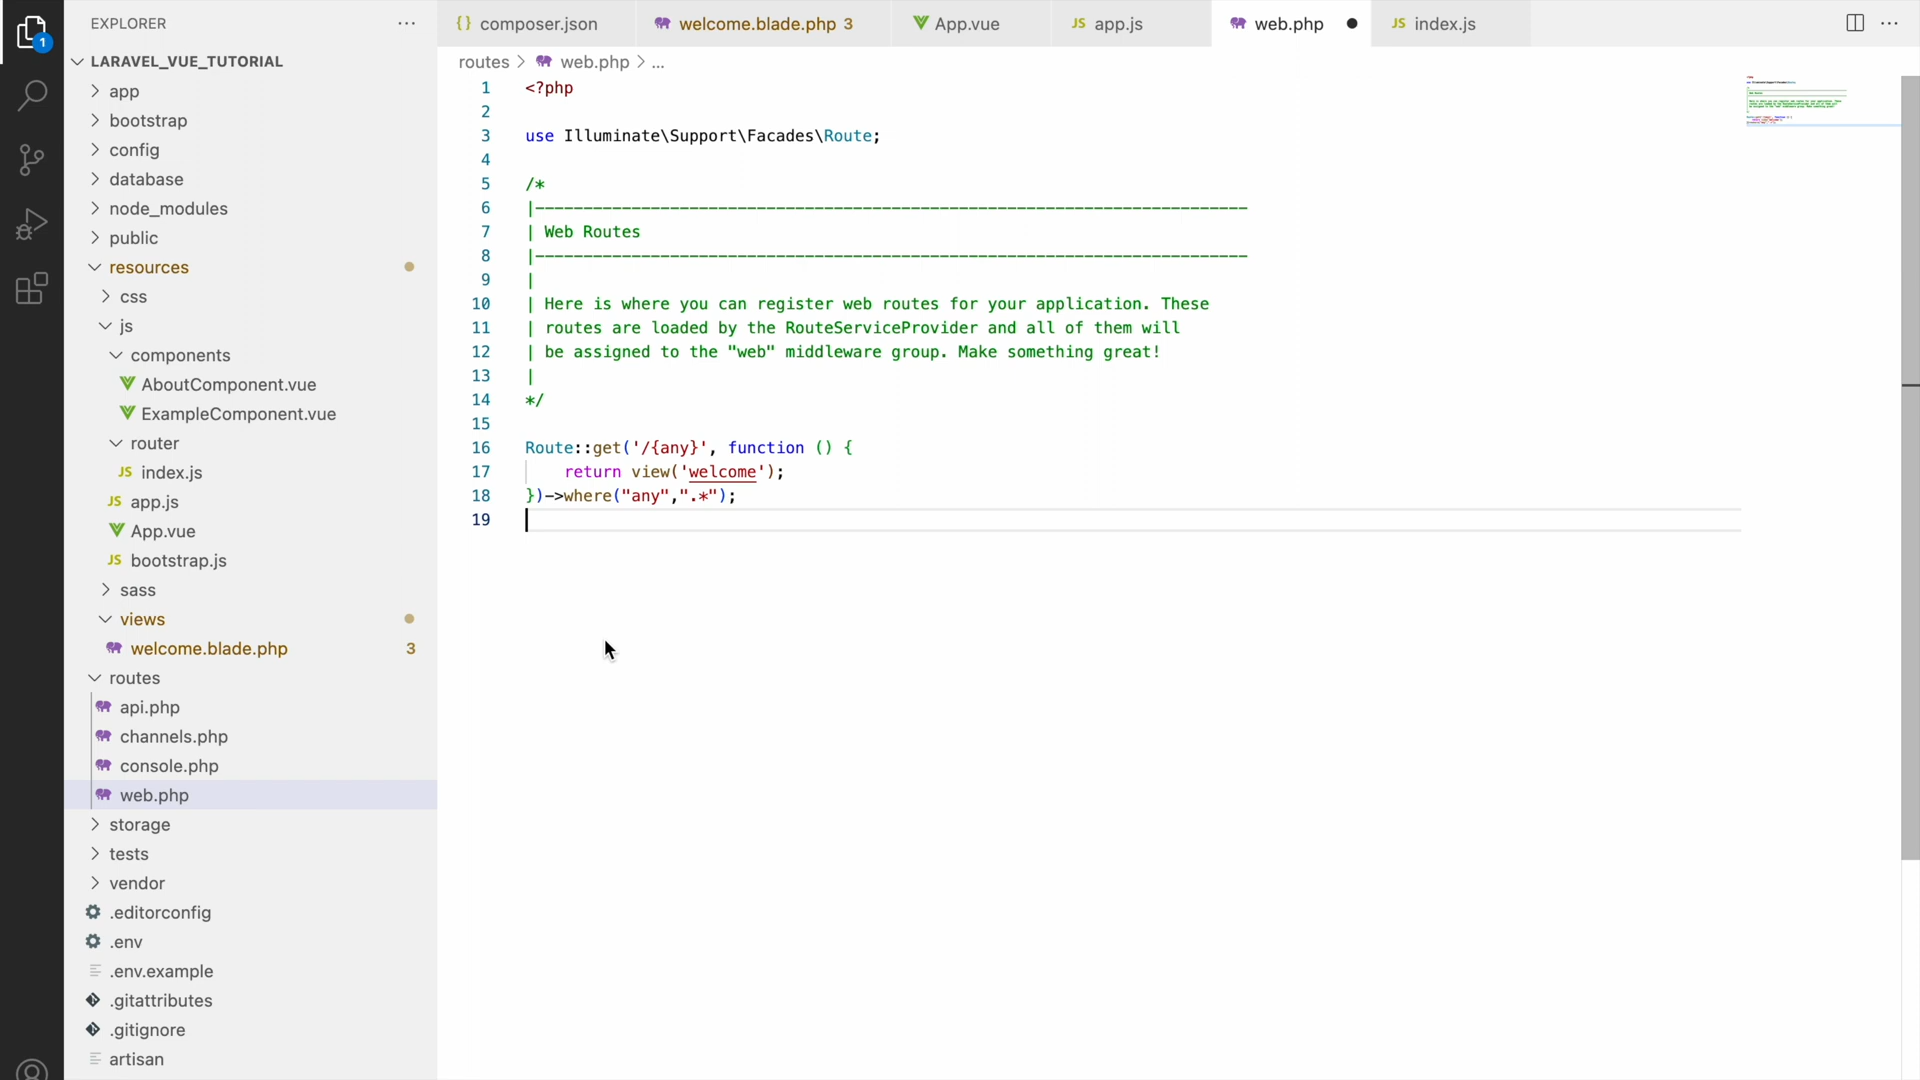 1
EXPLORER
LARAVEL_VUE_TUTORIAL
app
bootstrap
config
database
node_modules
public
resources
css
js
components
AboutComponent.vue
ExampleComponent.vue
router
JS index.js
JS app.js
App.vue
JS bootstrap.js
sass
views
welcome.blade.php 3
routes
api.php
channels.php
console.php
web.php
storage
tests
vendor
.editorconfig
.env
.env.example
.gitattributes
.gitignore
artisan
{} composer.json welcome.blade.php 3 App.vue JS app.js web.php JS index.js
routes > web.php > ...
1 <?php
2
3 use Illuminate\Support\Facades\Route;
4
5 /*
6 |--------------------------------------------------------------------------
7 | Web Routes
8 |--------------------------------------------------------------------------
9 |
10 | Here is where you can register web routes for your application. These
11 | routes are loaded by the RouteServiceProvider and all of them will
12 | be assigned to the "web" middleware group. Make something great!
13 |
14 */
15
16 Route::get('/{any}', function () {
17     return view('welcome');
18 })->where("any",".*");
19